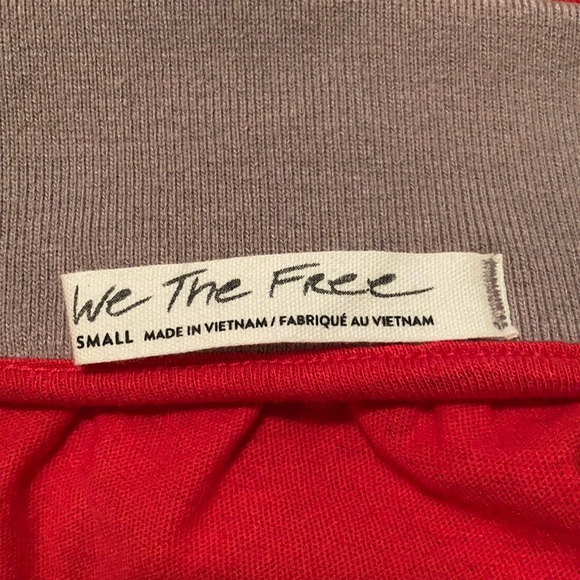 We The Free
SMALL MADE IN VIETNAM / FABRIQUÉ AU VIETNAM